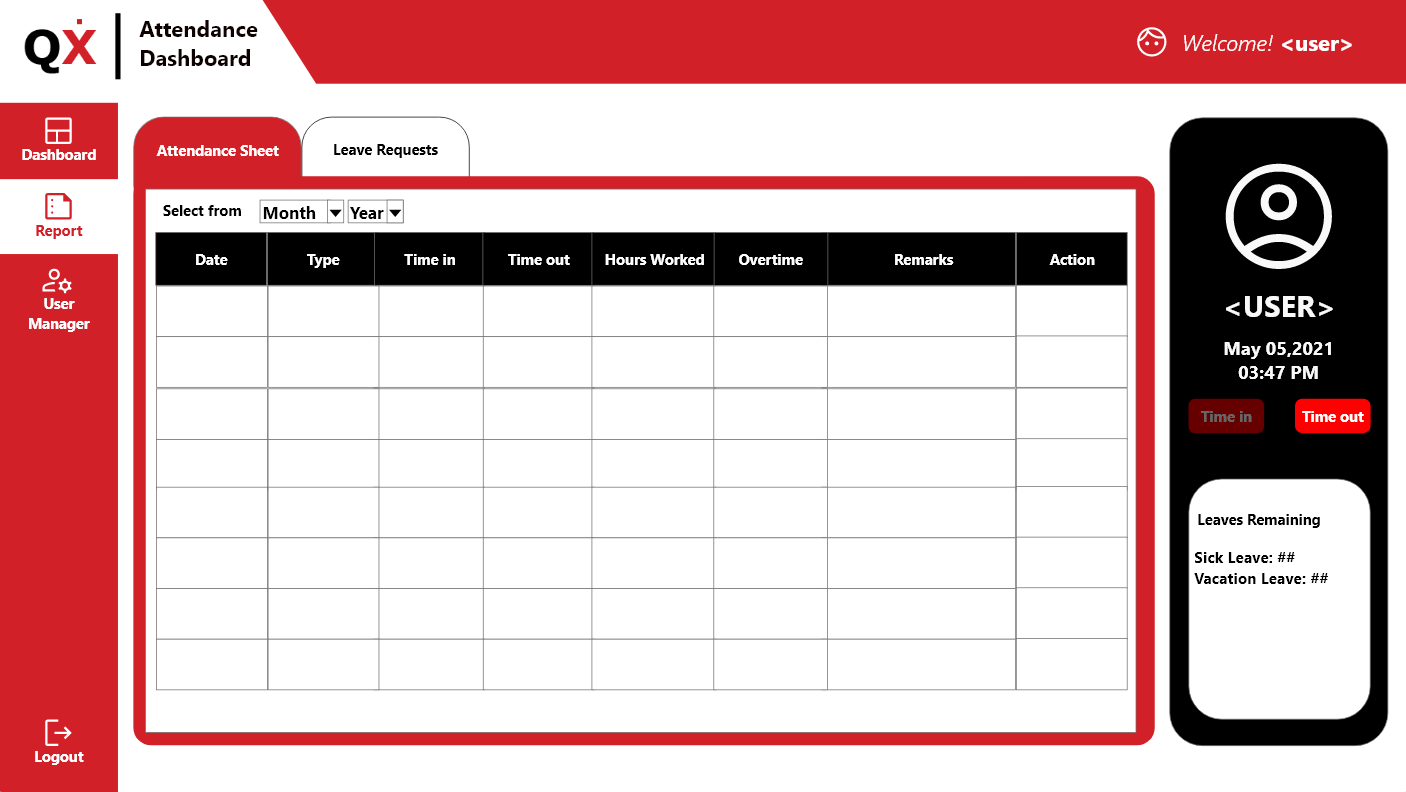 QX
Attendance
Dashboard
Welcome! <user>
Dashboard
Report
User
Manager
Logout
Attendance Sheet
Leave Requests
Select from
Month
Year
Date
Type
Time in
Time out
Hours Worked
Overtime
Remarks
Action
<USER>
May 05,2021
03:47 PM
Time in
Time out
Leaves Remaining
Sick Leave: ##
Vacation Leave: ##